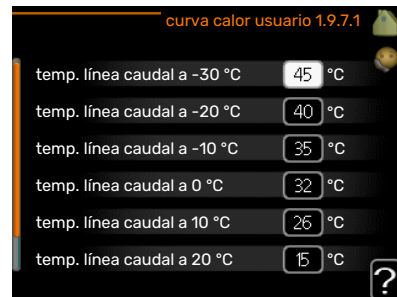 curva calor usuario 1.9.7.1
temp. línea caudal a -30 °C 45 °C
temp. línea caudal a -20 °C 40 °C
temp. línea caudal a -10 °C 35 °C
temp. línea caudal a 0 °C 32 °C
temp. línea caudal a 10 °C 26 °C
temp. línea caudal a 20 °C 15 °C
?